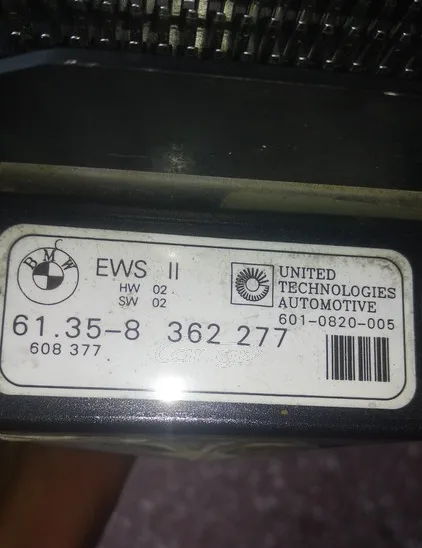 BMW
EWS II
HW 02
SW 02
UNITED
TECHNOLOGIES
AUTOMOTIVE
601-0820-005
61.35-8 362 277
608 377